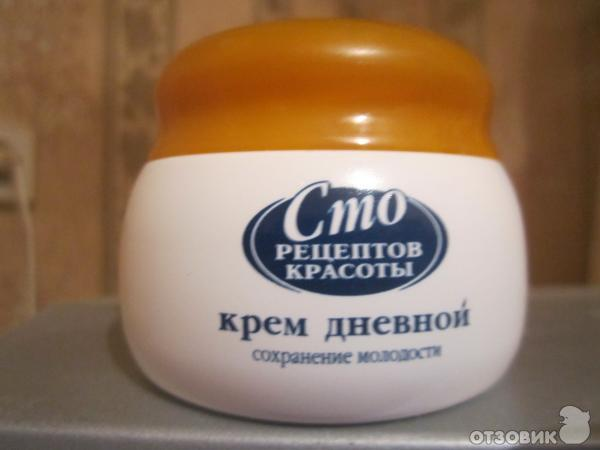 Сто
РЕЦЕПТОВ
КРАСОТЫ
крем дневной
сохранение молодости
ОТЗОВИК